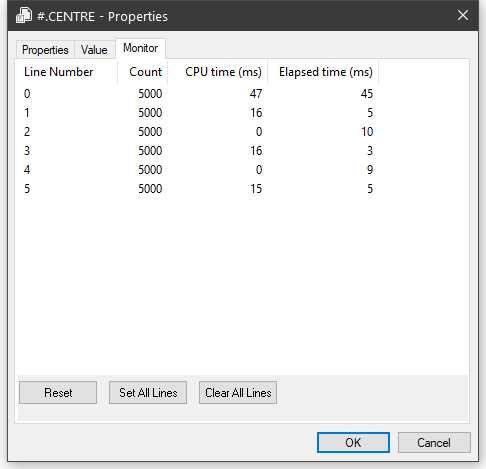 #.CENTRE - Properties
Properties Value Monitor
Line Number Count CPU time (ms) Elapsed time (ms)
0 5000 47 45
1 5000 16 5
2 5000 0 10
3 5000 16 3
4 5000 0 9
5 5000 15 5
Reset Set All Lines Clear All Lines
OK Cancel